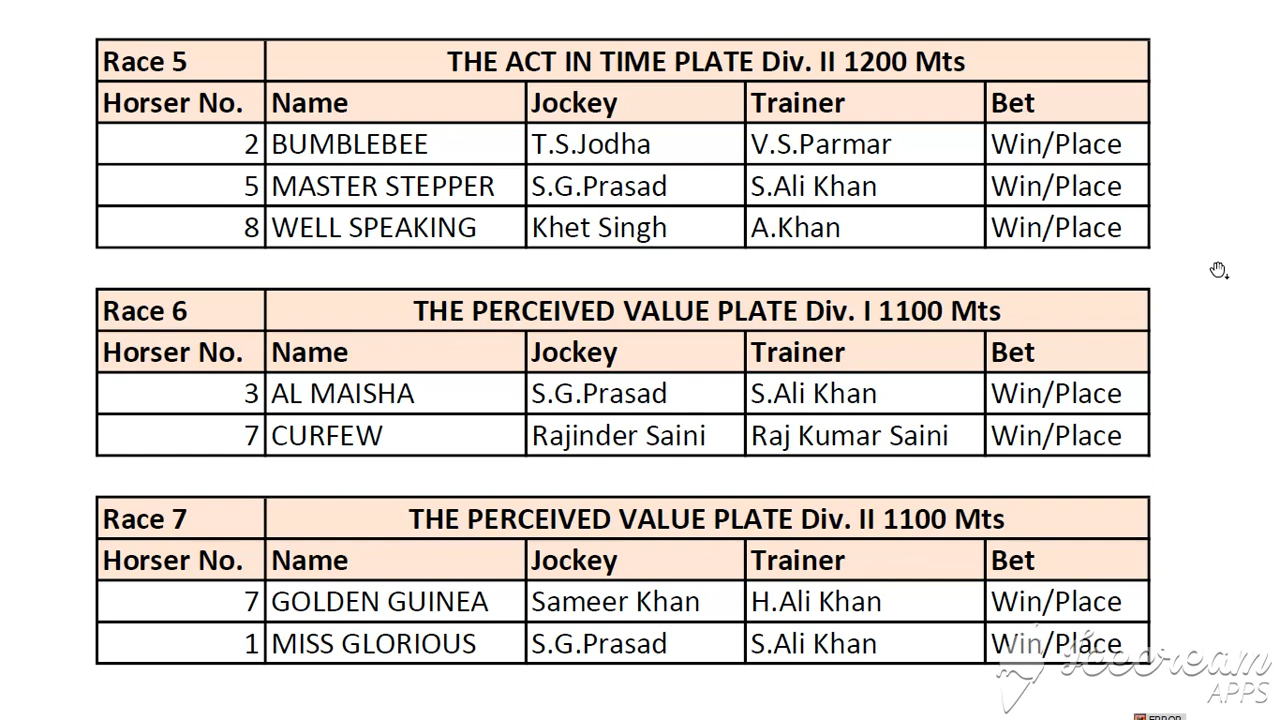 Race 5 THE ACT IN TIME PLATE Div. II 1200 Mts
Horser No. Name Jockey Trainer Bet
2 BUMBLEBEE T.S.Jodha V.S.Parmar Win/Place
5 MASTER STEPPER S.G.Prasad S.Ali Khan Win/Place
8 WELL SPEAKING Khet Singh A.Khan Win/Place
Race 6 THE PERCEIVED VALUE PLATE Div. I 1100 Mts
Horser No. Name Jockey Trainer Bet
3 AL MAISHA S.G.Prasad S.Ali Khan Win/Place
7 CURFEW Rajinder Saini Raj Kumar Saini Win/Place
Race 7 THE PERCEIVED VALUE PLATE Div. II 1100 Mts
Horser No. Name Jockey Trainer Bet
7 GOLDEN GUINEA Sameer Khan H.Ali Khan Win/Place
1 MISS GLORIOUS S.G.Prasad S.Ali Khan Win/Place
Icecream
APPS